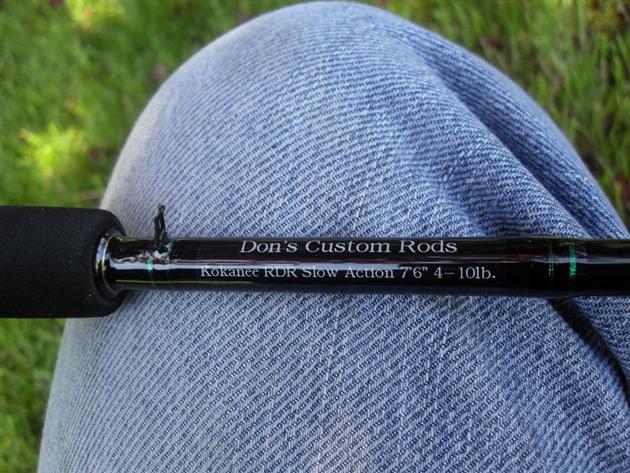 Don's Custom Rods
Kokanee RDR Slow Action 7'6" 4-10lb.